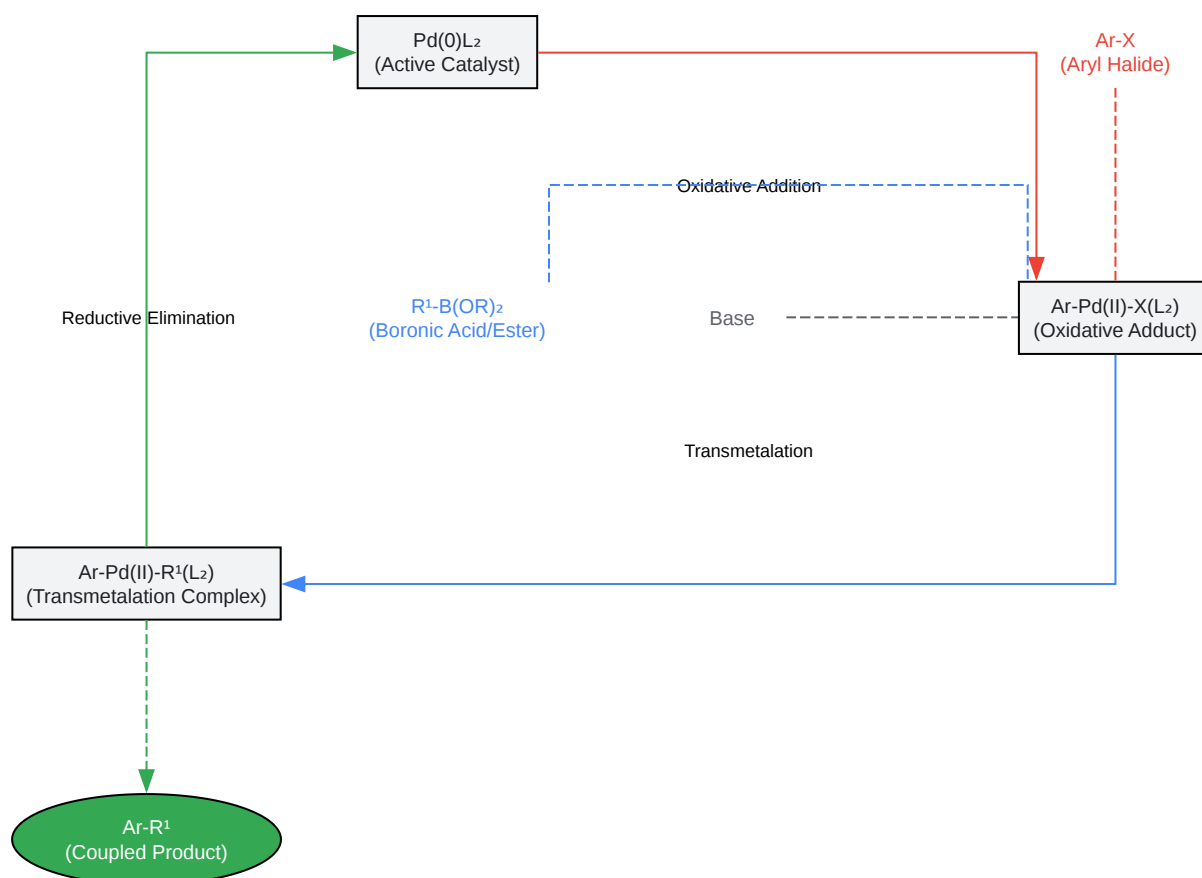 Pd(0)L₂
(Active Catalyst)
Ar-X
(Aryl Halide)
Oxidative Addition
R¹-B(OR)₂
(Boronic Acid/Ester)
Base
Ar-Pd(II)-X(L₂)
(Oxidative Adduct)
Reductive Elimination
Transmetalation
Ar-Pd(II)-R¹(L₂)
(Transmetalation Complex)
Ar-R¹
(Coupled Product)